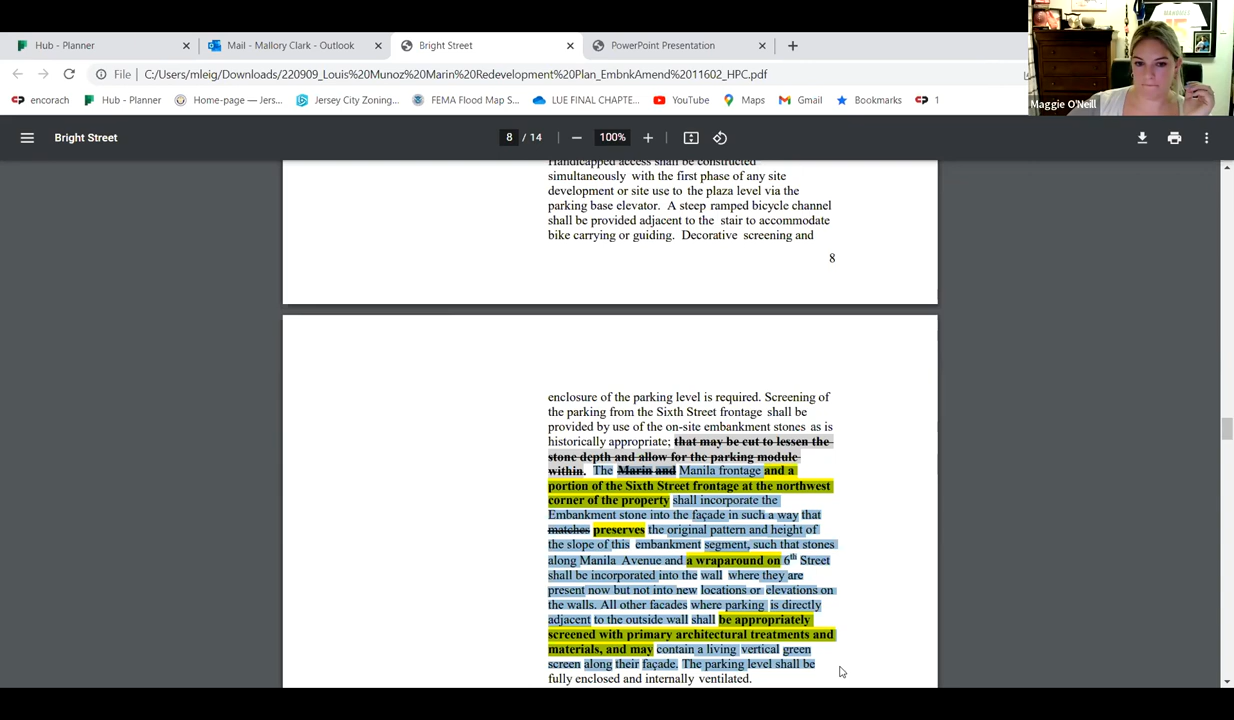 Hub - Planner
Mail - Mallory Clark - Outlook
Bright Street
PowerPoint Presentation
File
C:/Users/mleig/Downloads/220909_Louis%20Munoz%20Marin%20Redevelopment%20Plan_EmbnkAmend%2011602_HPC.pdf
encorach
Hub - Planner
Home-page — Jers...
Jersey City Zoning...
FEMA Flood Map S...
LUE FINAL CHAPTE...
YouTube
Maps
Gmail
Bookmarks
1
Maggie O'Neill
Bright Street
8 / 14
100%
Handicapped access shall be constructed
simultaneously with the first phase of any site
development or site use to the plaza level via the
parking base elevator. A steep ramped bicycle channel
shall be provided adjacent to the stair to accommodate
bike carrying or guiding. Decorative screening and
8
enclosure of the parking level is required. Screening of
the parking from the Sixth Street frontage shall be
provided by use of the on-site embankment stones as is
historically appropriate; that may be cut to lessen the
stone depth and allow for the parking module
within. The Marin and Manila frontage and a
portion of the Sixth Street frontage at the northwest
corner of the property shall incorporate the
Embankment stone into the façade in such a way that
matches preserves the original pattern and height of
the slope of this embankment segment, such that stones
along Manila Avenue and a wraparound on 6th Street
shall be incorporated into the wall where they are
present now but not into new locations or elevations on
the walls. All other facades where parking is directly
adjacent to the outside wall shall be appropriately
screened with primary architectural treatments and
materials, and may contain a living vertical green
screen along their façade. The parking level shall be
fully enclosed and internally ventilated.